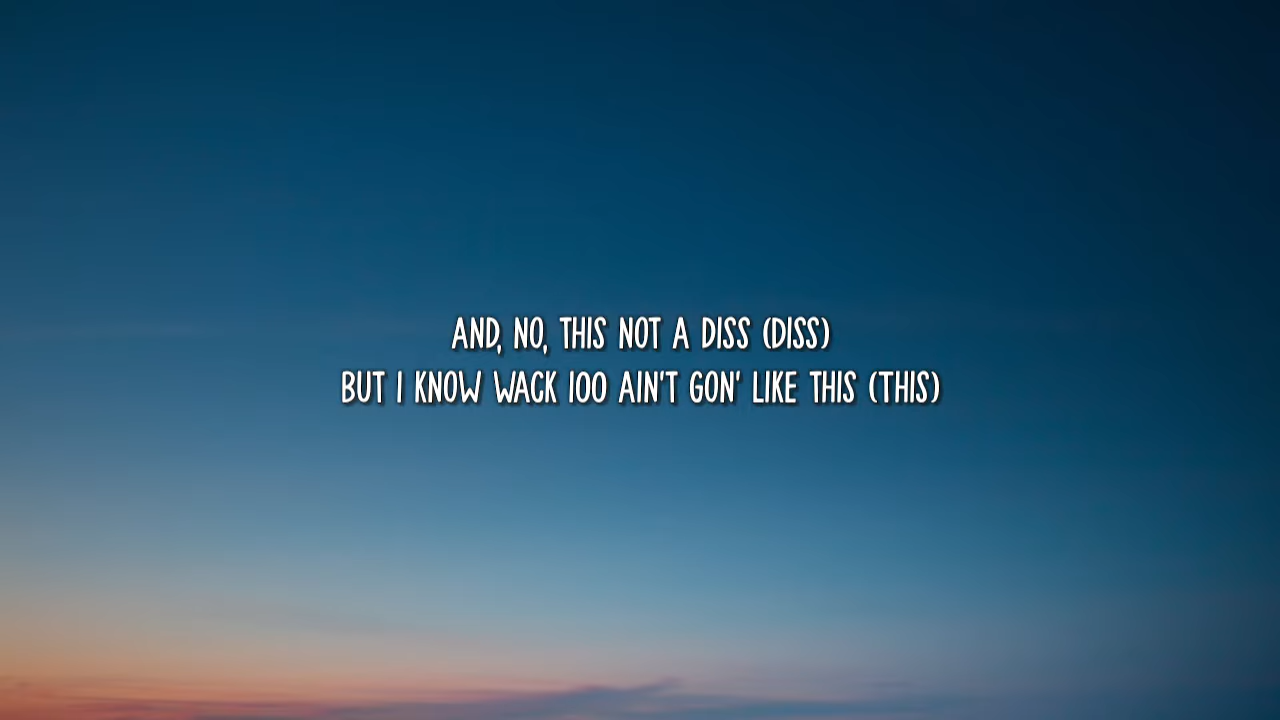 AND, NO, THIS NOT A DISS (DISS)
BUT I KNOW WACK 100 AIN'T GON' LIKE THIS (THIS)